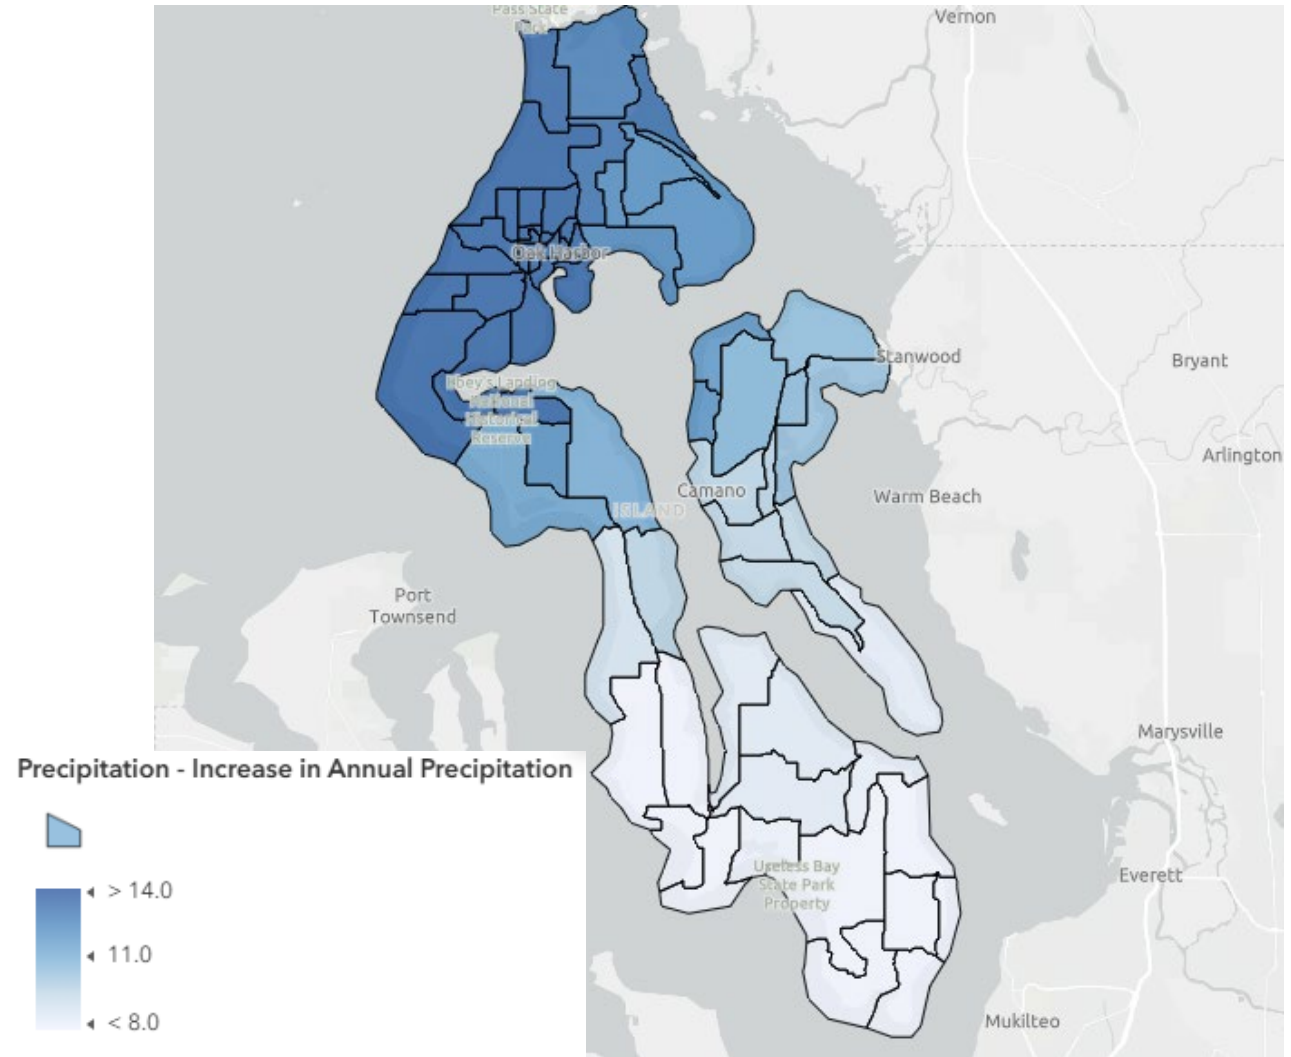 Pass State
Park
Vernon
Oak Harbor
Stanwood
Bryant
Ebey's Landing
National
Historical
Reserve
Arlington
Camano
Warm Beach
ISLAND
Port
Townsend
Marysville
Precipitation - Increase in Annual Precipitation
> 14.0
11.0
< 8.0
Useless Bay
State Park
Property
Everett
Mukilteo